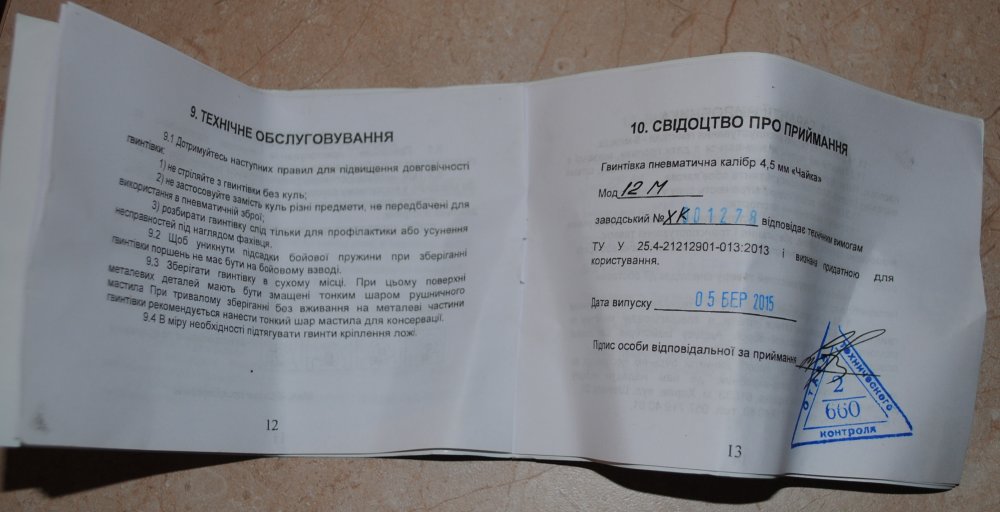 9. ТЕХНІЧНЕ ОБСЛУГОВУВАННЯ
9.1 Дотримуйтесь наступних правил для підвищення довговічності
гвинтівки:
1) не стріляйте з гвинтівки без куль;
2) не застосовуйте замість куль різні предмети, не передбачені для
використання в пневматичній зброї;
3) розбирати гвинтівку слід тільки для профілактики або усунення
несправностей під наглядом фахівця.
9.2 Щоб уникнути підсадки бойової пружини при зберіганні
гвинтівки поршень не має бути на бойовому взводі.
9.3 Зберігати гвинтівку в сухому місці. При цьому поверхні
металевих деталей мають бути змащені тонким шаром рушничного
мастила При тривалому зберіганні без вживання на металеві частини
гвинтівки рекомендується нанести тонкий шар мастила для консервації.
9.4 В міру необхідності підтягувати гвинти кріплення ложі.
12
10. СВІДОЦТВО ПРО ПРИЙМАННЯ
Гвинтівка пневматична калібр 4,5 мм «Чайка»
Мод 12 М
заводський № ХК 01278 відповідає технічним вимогам
ТУ У 25.4-21212901-013:2013 і визнана придатною для
користування.
Дата випуску 05 БЕР 2015
Підпис особи відповідальної за приймання
технического
2
660
контроля
13